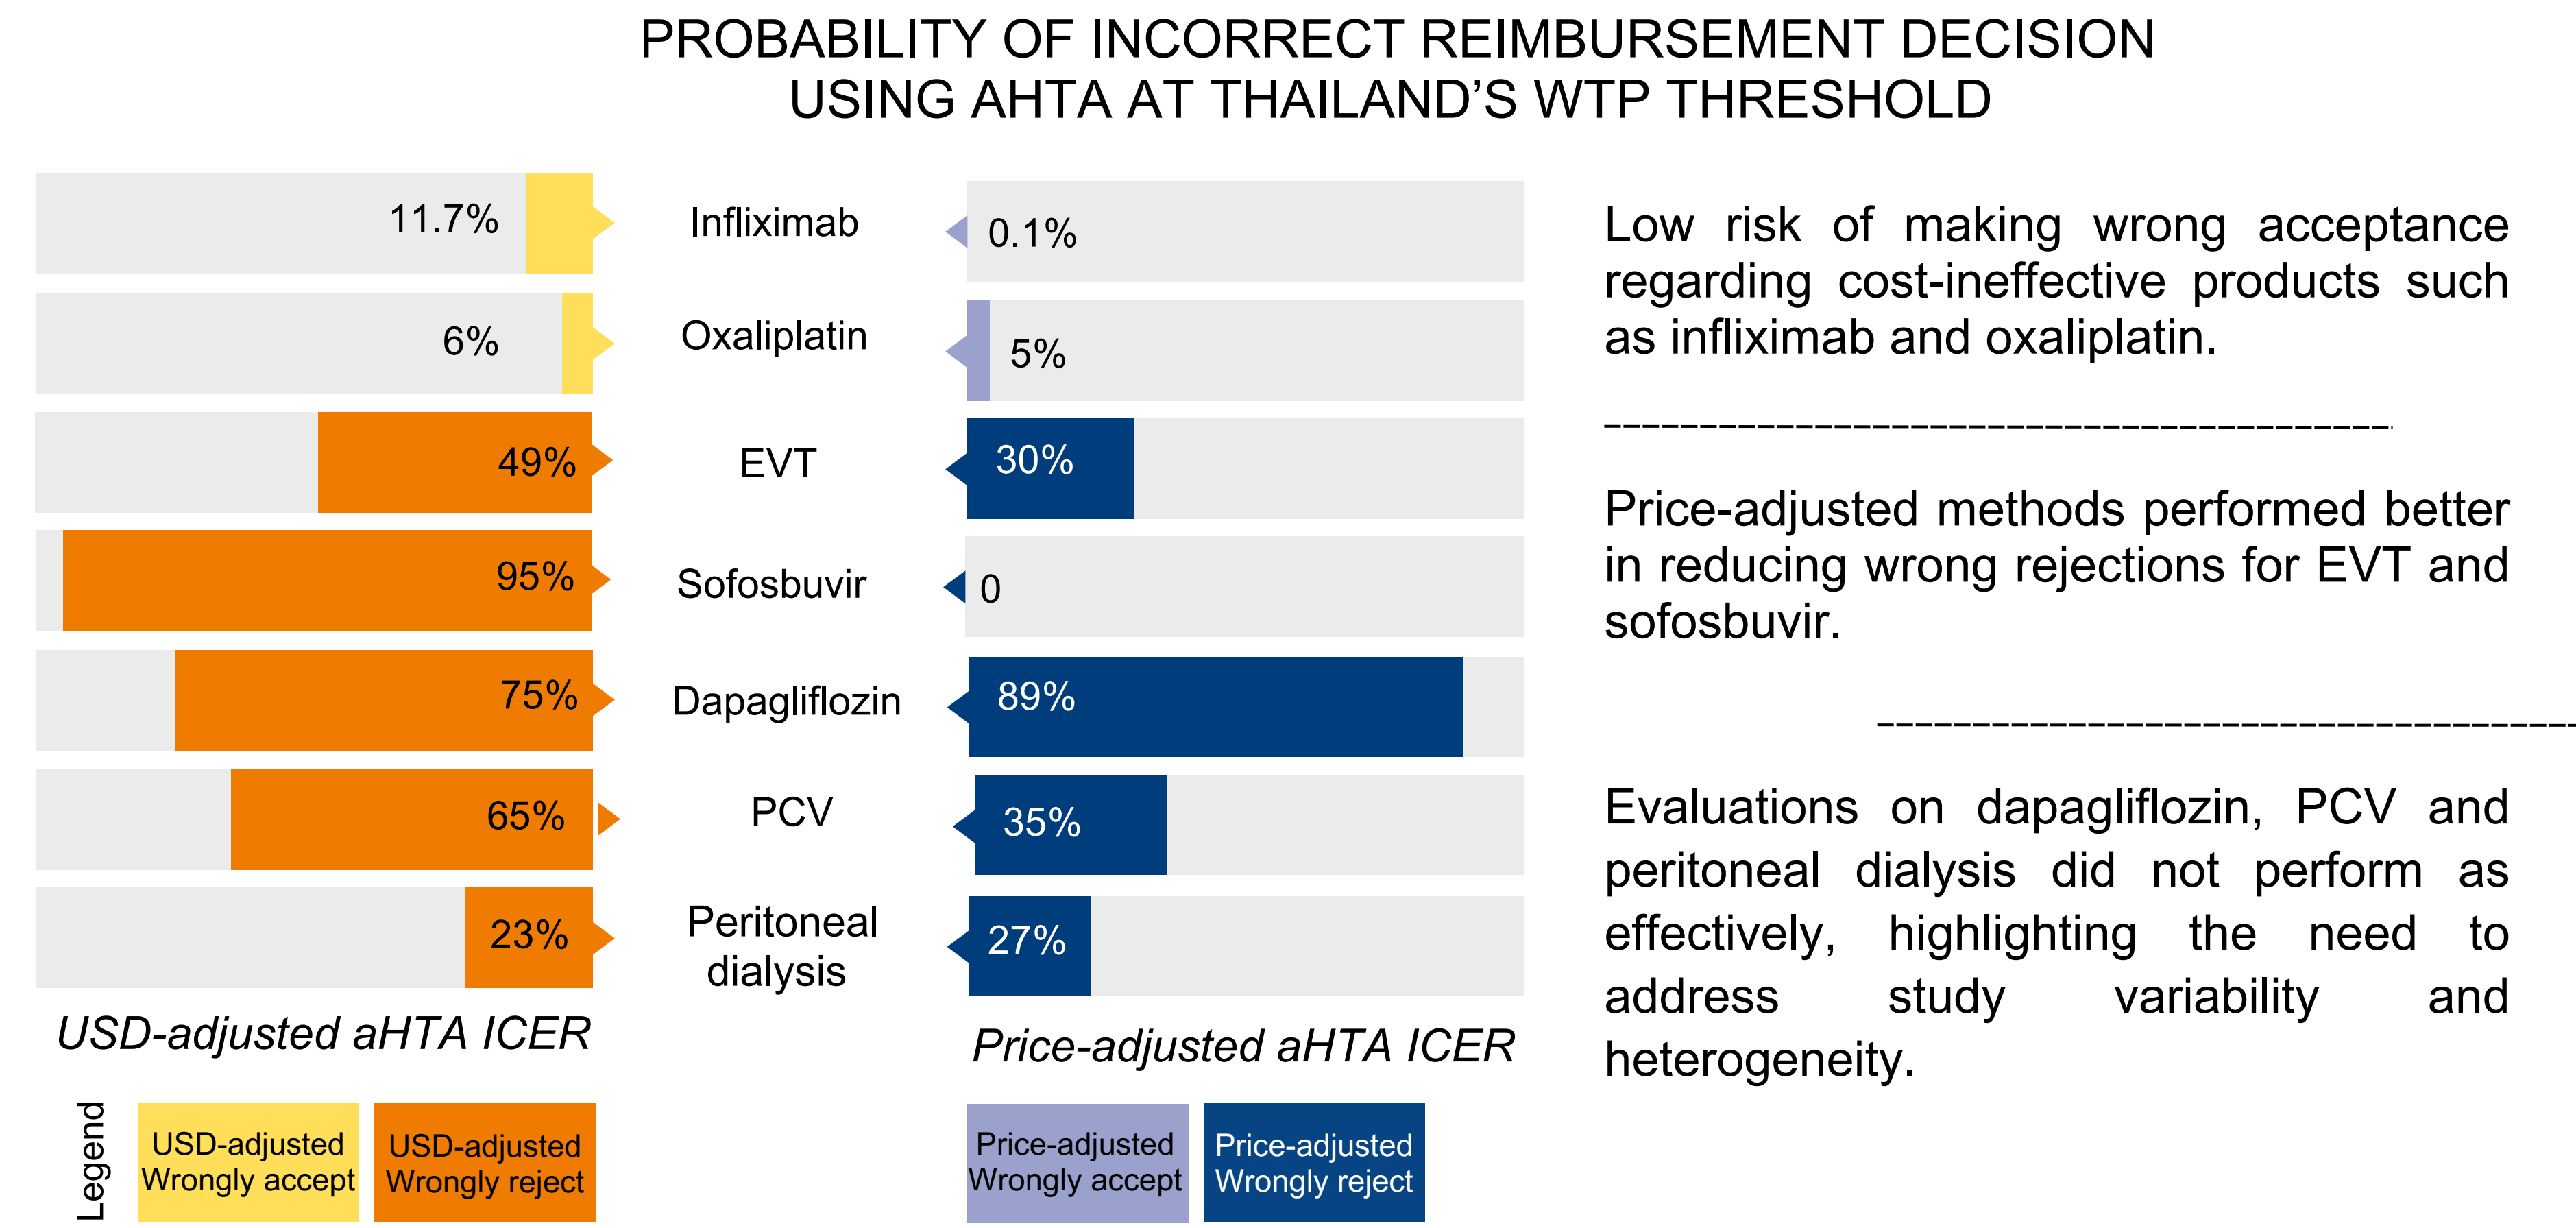 PROBABILITY OF INCORRECT REIMBURSEMENT DECISION
USING AHTA AT THAILAND’S WTP THRESHOLD
11.7%
Infliximab
0.1%
6%
Oxaliplatin
5%
49%
EVT
30%
95%
Sofosbuvir
0
75%
Dapagliflozin
89%
65%
PCV
35%
23%
Peritoneal
dialysis
27%
USD-adjusted aHTA ICER
Price-adjusted aHTA ICER
Legend
USD-adjusted
Wrongly accept
USD-adjusted
Wrongly reject
Price-adjusted
Wrongly accept
Price-adjusted
Wrongly reject
Low risk of making wrong acceptance
regarding cost-ineffective products such
as infliximab and oxaliplatin.
Price-adjusted methods performed better
in reducing wrong rejections for EVT and
sofosbuvir.
Evaluations on dapagliflozin, PCV and
peritoneal dialysis did not perform as
effectively, highlighting the need to
address study variability and
heterogeneity.